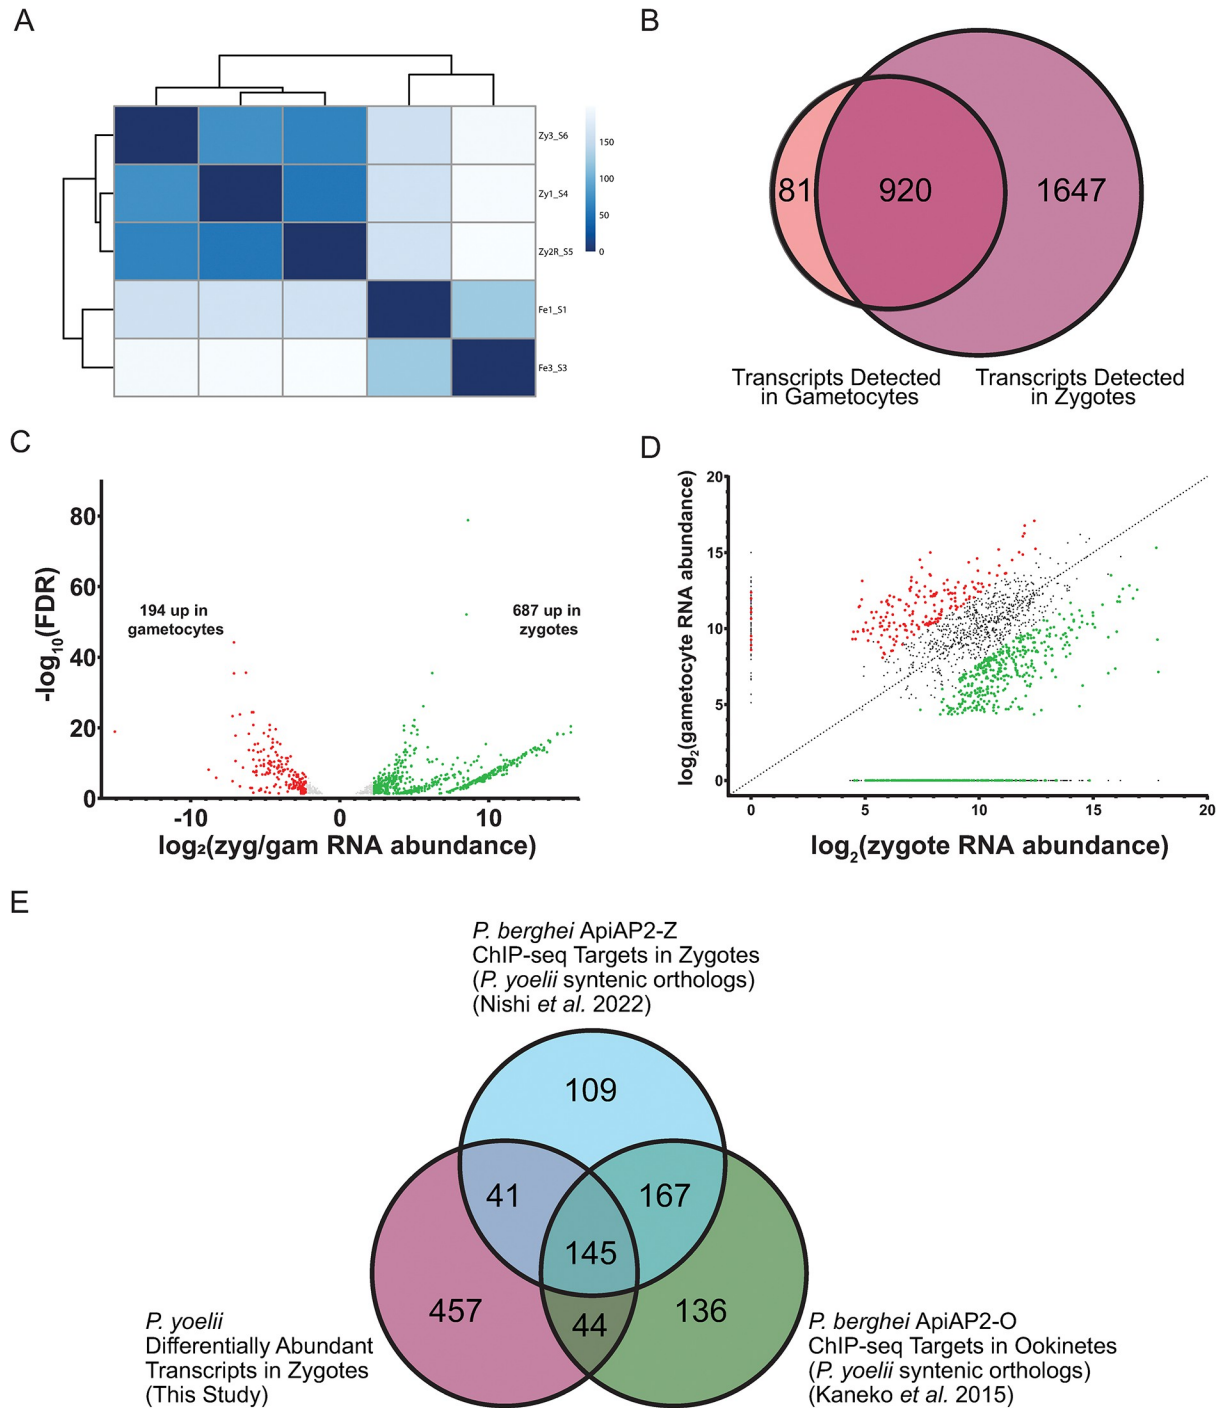 A
Zy3_S6
Zy1_S4
Zy2R_S5
Fe1_S1
Fe3_S3
150
100
50
0
B
81
920
1647
Transcripts Detected
in Gametocytes
Transcripts Detected
in Zygotes
C
80
60
40
20
0
-log10(FDR)
194 up in
gametocytes
687 up in
zygotes
-10
0
10
log₂(zyg/gam RNA abundance)
D
20
15
10
5
0
log2(gametocyte RNA abundance)
0
5
10
15
20
log2(zygote RNA abundance)
E
P. berghei ApiAP2-Z
ChIP-seq Targets in Zygotes
(P. yoelii syntenic orthologs)
(Nishi et al. 2022)
109
41
167
145
457
44
136
P. yoelii
Differentially Abundant
Transcripts in Zygotes
(This Study)
P. berghei ApiAP2-O
ChIP-seq Targets in Ookinetes
(P. yoelii syntenic orthologs)
(Kaneko et al. 2015)